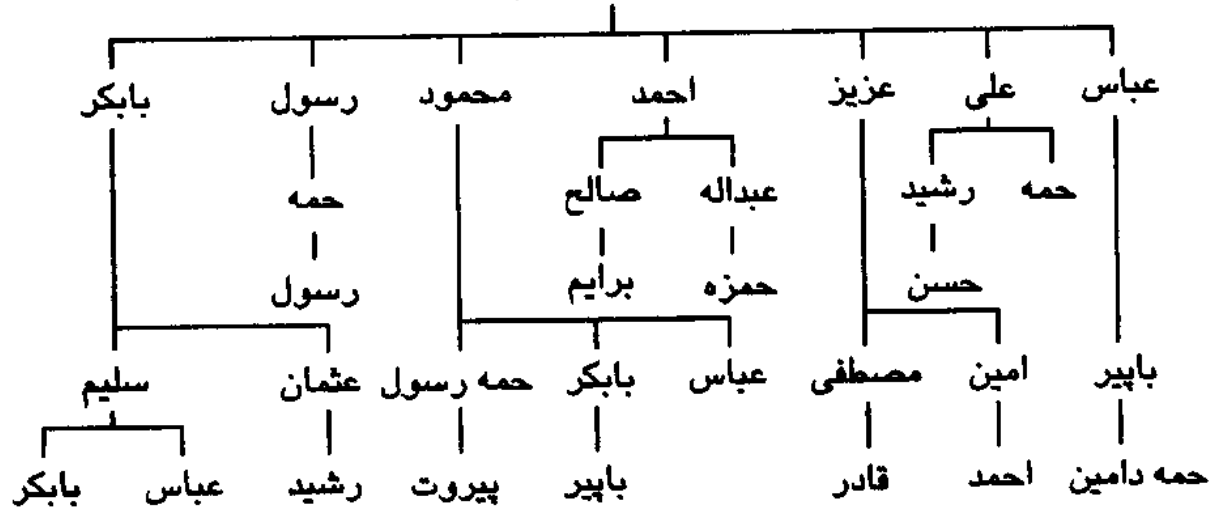 عباس علی عزیز احمد محمود رسول بابکر
حمه رشید عبداله صالح حمه
حسن حمزه برایم رسول
باپیر امین مصطفی عباس بابکر حمه رسول عثمان سلیم
حمه دامین احمد قادر باپیر پیروت رشید عباس بابکر